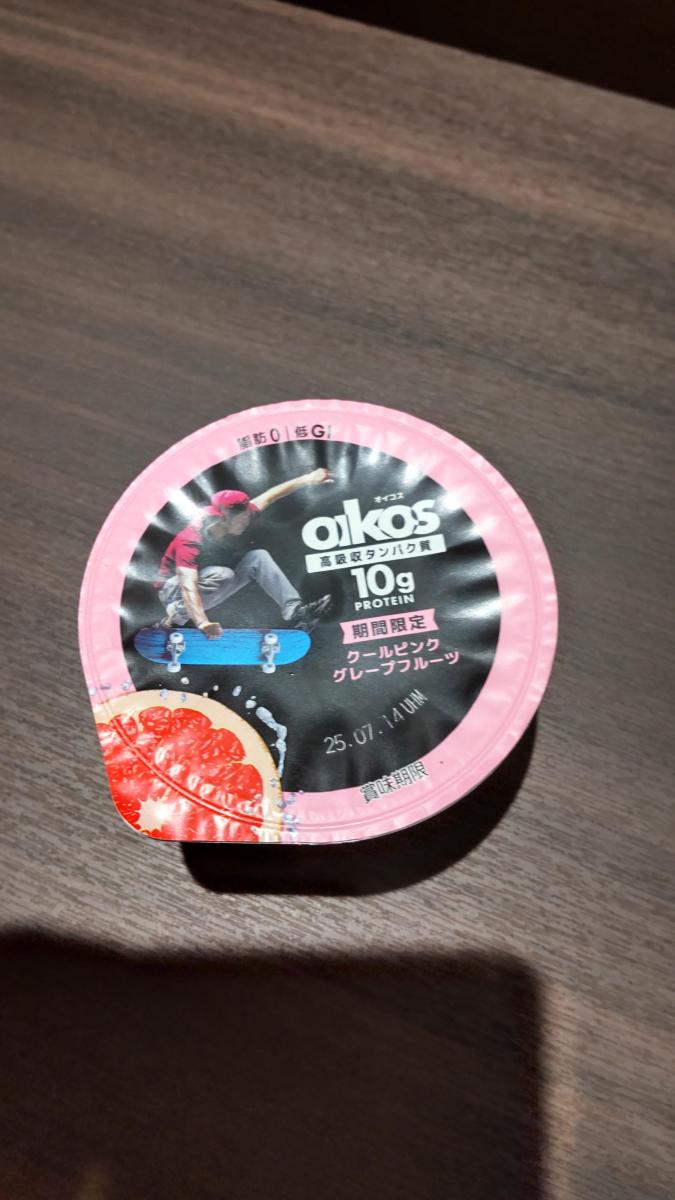 脂肪0|低GI
オイコス
oikos
高吸収タンパク質
10g
PROTEIN
期間限定
クールピンク
グレープフルーツ
25.07.14 UHM
賞味期限